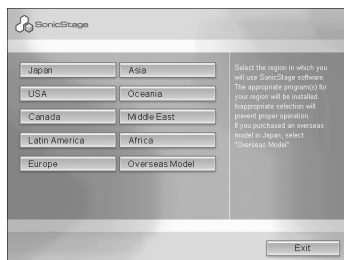 SonicStage
Japan
Asia
USA
Oceania
Canada
Middle East
Latin America
Africa
Europe
Overseas Model
Select the region in which you
will use SonicStage software.
The appropriate program(s) for
your region will be installed.
Inappropriate selection will
prevent proper operation.
If you purchased an overseas
model in Japan, select
"Overseas Model".
Exit